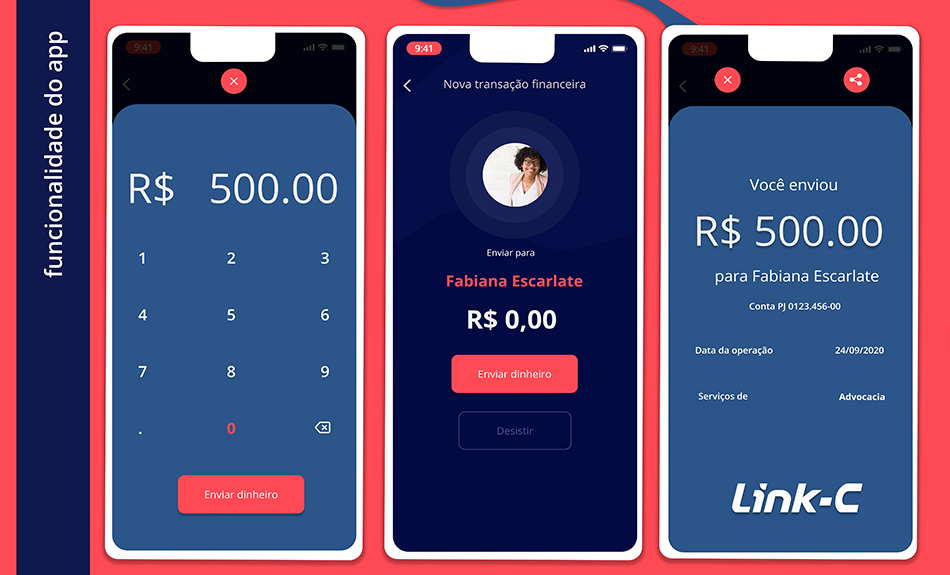 funcionalidade do app
9:41
R$ 500.00
1 2 3
4 5 6
7 8 9
. 0
Enviar dinheiro
9:41
Nova transação financeira
Enviar para
Fabiana Escarlate
R$ 0,00
Enviar dinheiro
Desistir
9:41
Você enviou
R$ 500.00
para Fabiana Escarlate
Conta PJ 0123.456-00
Data da operação 24/09/2020
Serviços de Advocacia
Link-C